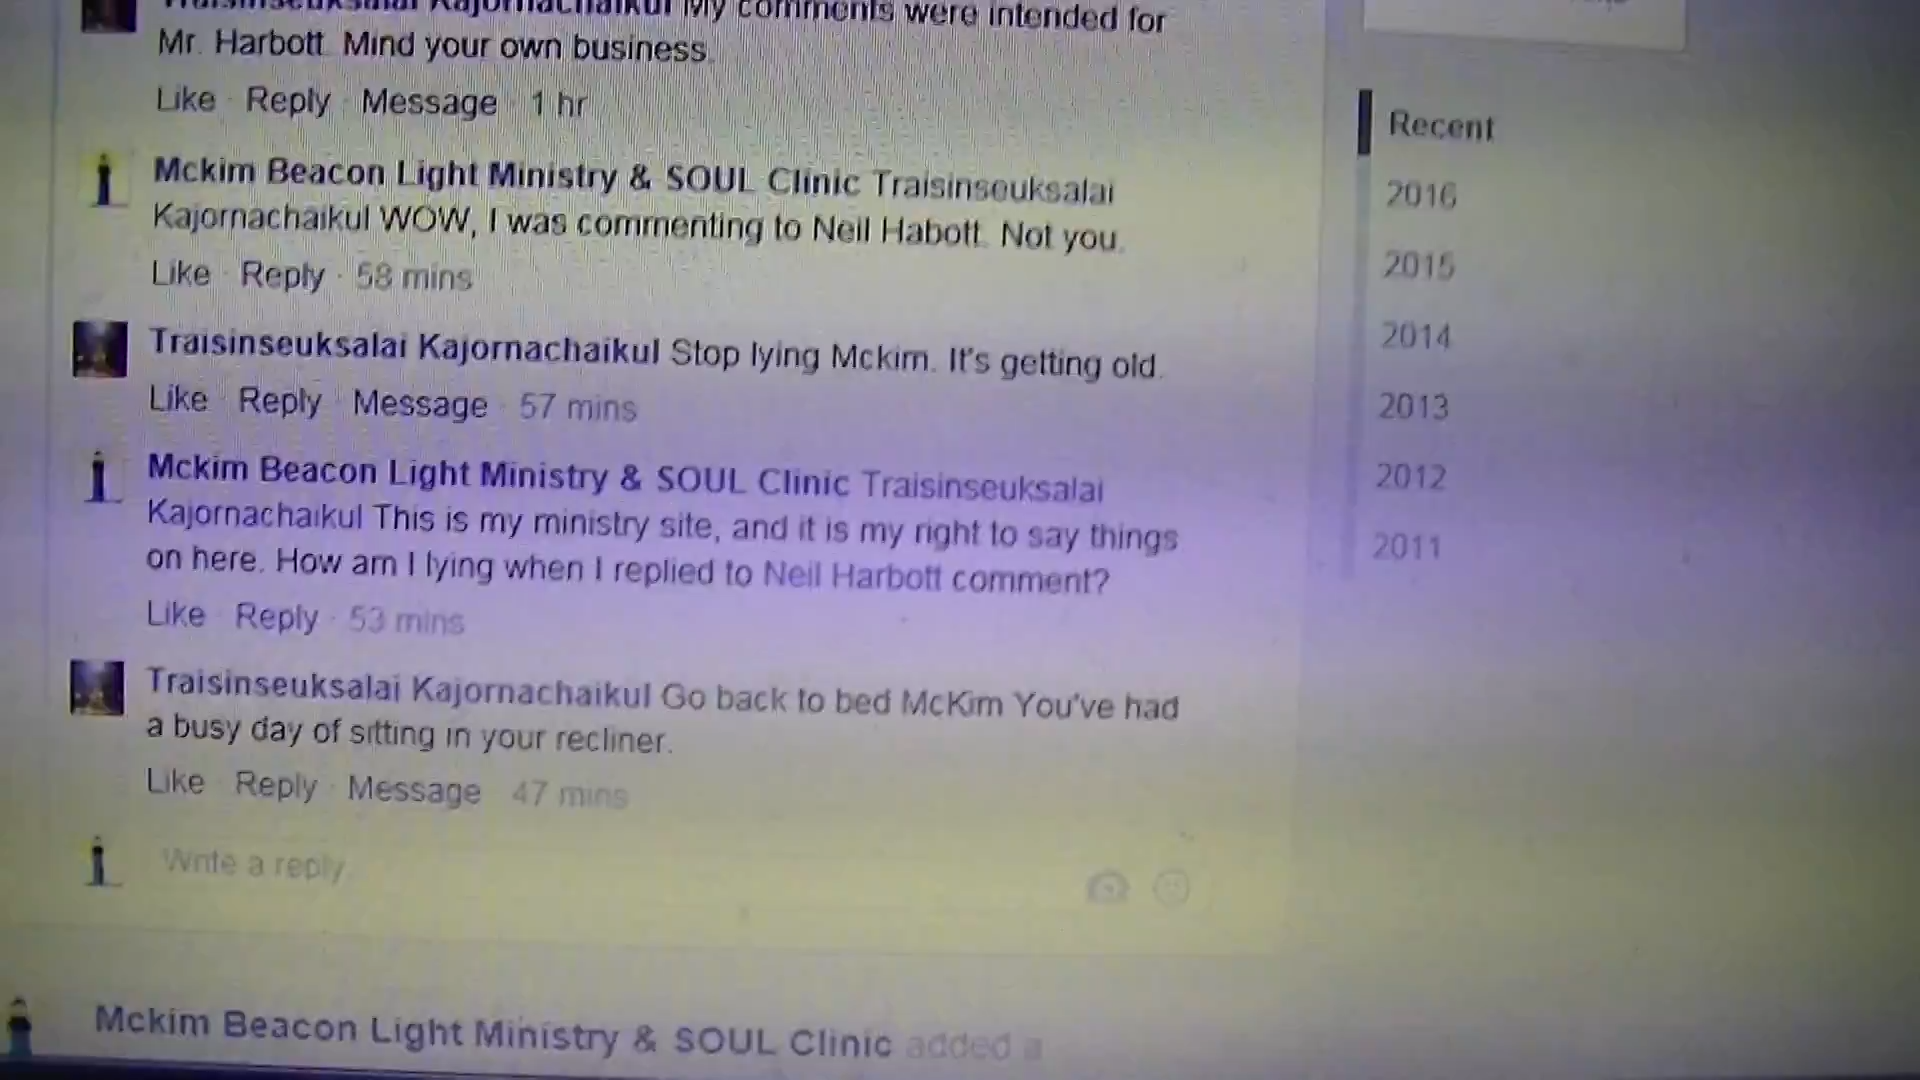 Traisinseuksalai Kajornachaikul My comments were intended for
Mr. Harbott. Mind your own business.
Like · Reply · Message · 1 hr
Mckim Beacon Light Ministry & SOUL Clinic Traisinseuksalai
Kajornachaikul WOW, I was commenting to Neil Habott. Not you.
Like · Reply · 58 mins
Traisinseuksalai Kajornachaikul Stop lying Mckim. It's getting old.
Like · Reply · Message · 57 mins
Mckim Beacon Light Ministry & SOUL Clinic Traisinseuksalai
Kajornachaikul This is my ministry site, and it is my right to say things
on here. How am I lying when I replied to Neil Harbott comment?
Like · Reply · 53 mins
Traisinseuksalai Kajornachaikul Go back to bed McKim You've had
a busy day of sitting in your recliner.
Like · Reply · Message · 47 mins
Write a reply
Mckim Beacon Light Ministry & SOUL Clinic added a
Recent
2016
2015
2014
2013
2012
2011